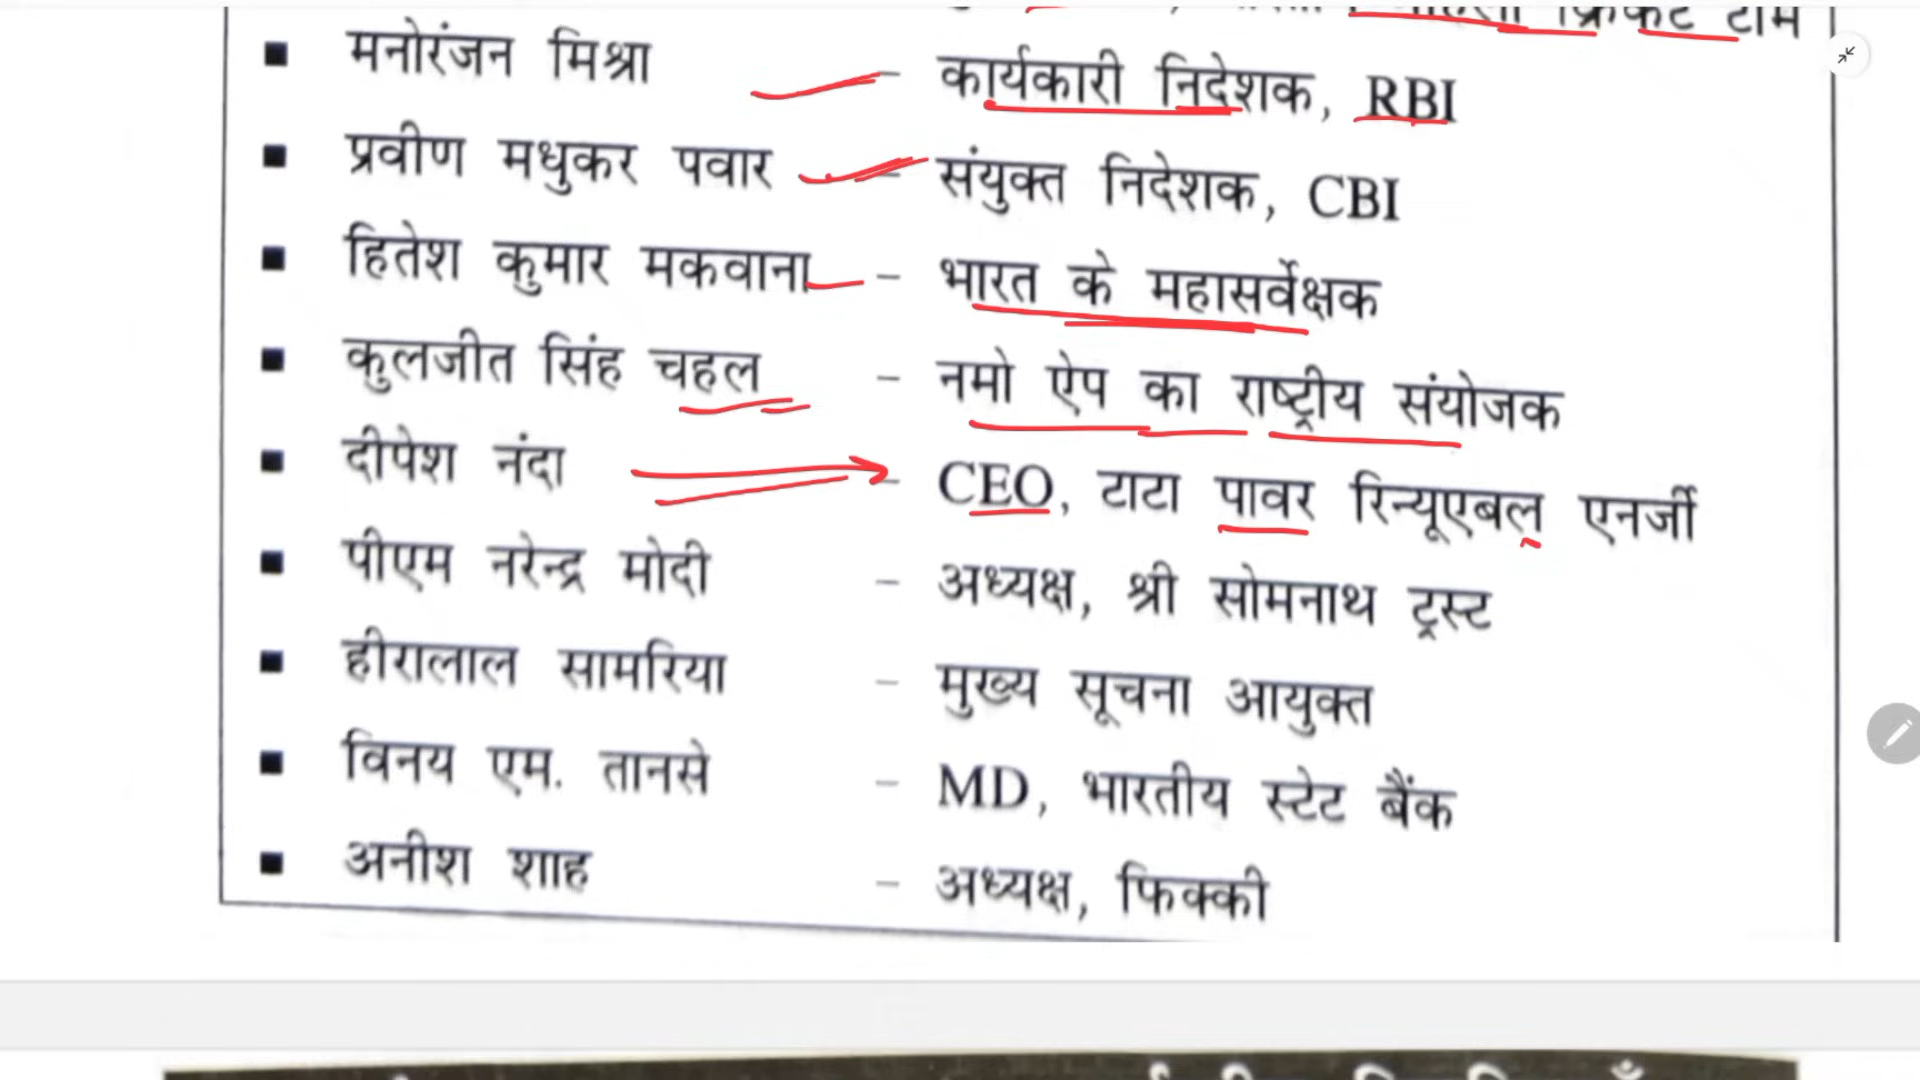 क्रिकेट टीम
■ मनोरंजन मिश्रा – कार्यकारी निदेशक, RBI
■ प्रवीण मधुकर पवार – संयुक्त निदेशक, CBI
■ हितेश कुमार मकवाना – भारत के महासर्वेक्षक
■ कुलजीत सिंह चहल – नमो ऐप का राष्ट्रीय संयोजक
■ दीपेश नंदा – CEO, टाटा पावर रिन्यूएबल एनर्जी
■ पीएम नरेन्द्र मोदी – अध्यक्ष, श्री सोमनाथ ट्रस्ट
■ हीरालाल सामरिया – मुख्य सूचना आयुक्त
■ विनय एम. तानसे – MD, भारतीय स्टेट बैंक
■ अनीश शाह – अध्यक्ष, फिक्की